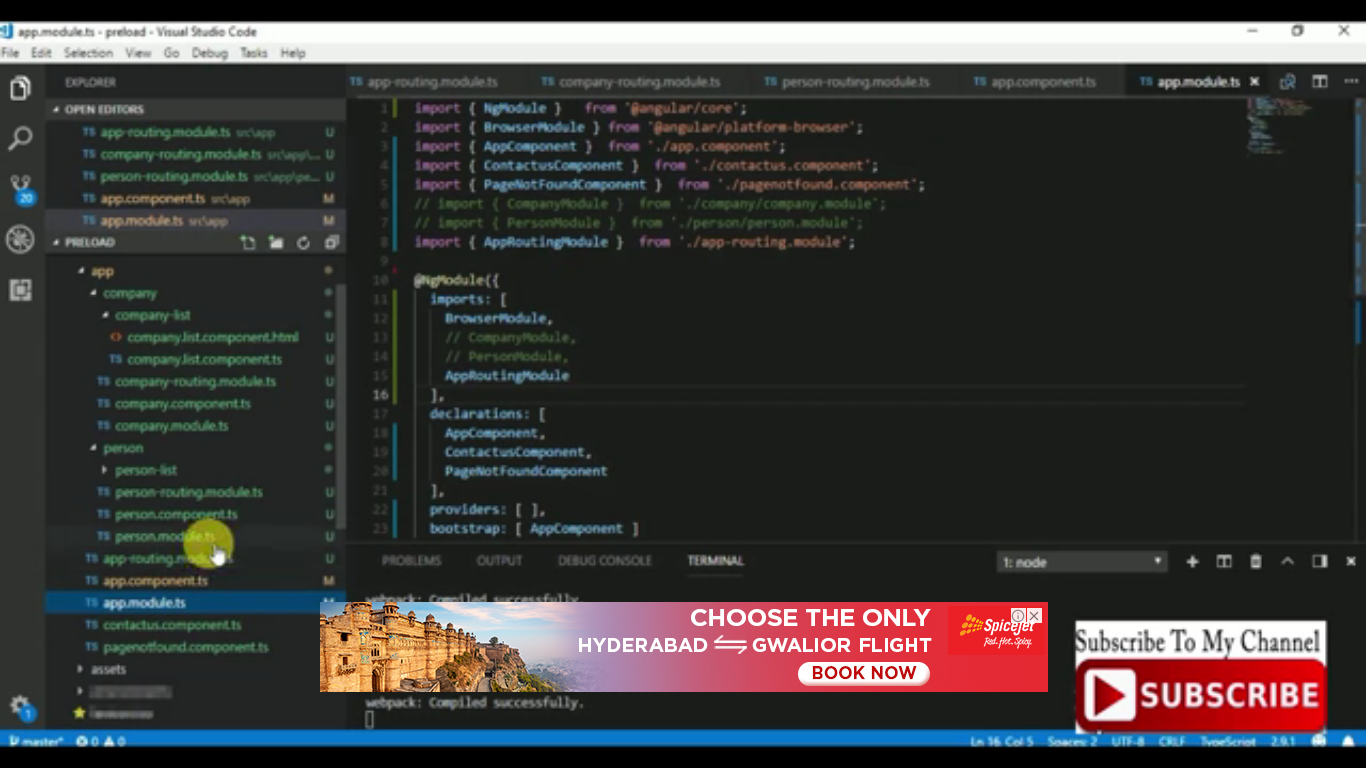 app.module.ts - preload - Visual Studio Code
File Edit Selection View Go Debug Tasks Help
EXPLORER
OPEN EDITORS
TS app-routing.module.ts src\app U
TS company-routing.module.ts src\app\... U
TS person-routing.module.ts src\app\pe... U
TS app.component.ts src\app M
TS app.module.ts src\app M
PRELOAD
app
company
company-list
<> company.list.component.html U
TS company.list.component.ts U
TS company-routing.module.ts U
TS company.component.ts U
TS company.module.ts U
person
person-list
TS person-routing.module.ts U
TS person.component.ts U
TS person.module.ts U
TS app-routing.module.ts U
TS app.component.ts M
TS app.module.ts M
TS contactus.component.ts U
TS pagenotfound.component.ts U
assets
20
1
TS app-routing.module.ts TS company-routing.module.ts TS person-routing.module.ts TS app.component.ts TS app.module.ts
1 import { NgModule } from '@angular/core';
2 import { BrowserModule } from '@angular/platform-browser';
3 import { AppComponent } from './app.component';
4 import { ContactusComponent } from './contactus.component';
5 import { PageNotFoundComponent } from './pagenotfound.component';
6 // import { CompanyModule } from './company/company.module';
7 // import { PersonModule } from './person/person.module';
8 import { AppRoutingModule } from './app-routing.module';
9
10 @NgModule({
11 imports: [
12 BrowserModule,
13 // CompanyModule,
14 // PersonModule,
15 AppRoutingModule
16 ],
17 declarations: [
18 AppComponent,
19 ContactusComponent,
20 PageNotFoundComponent
21 ],
22 providers: [ ],
23 bootstrap: [ AppComponent ]
PROBLEMS OUTPUT DEBUG CONSOLE TERMINAL 1: node
webpack: Compiled successfully.
CHOOSE THE ONLY
HYDERABAD GWALIOR FLIGHT
BOOK NOW
SpiceJet
Red. Hot. Spicy.
webpack: Compiled successfully.
Subscribe To My Channel
SUBSCRIBE
master* 0 0 Ln 16, Col 5 Spaces: 2 UTF-8 CRLF TypeScript 2.9.1